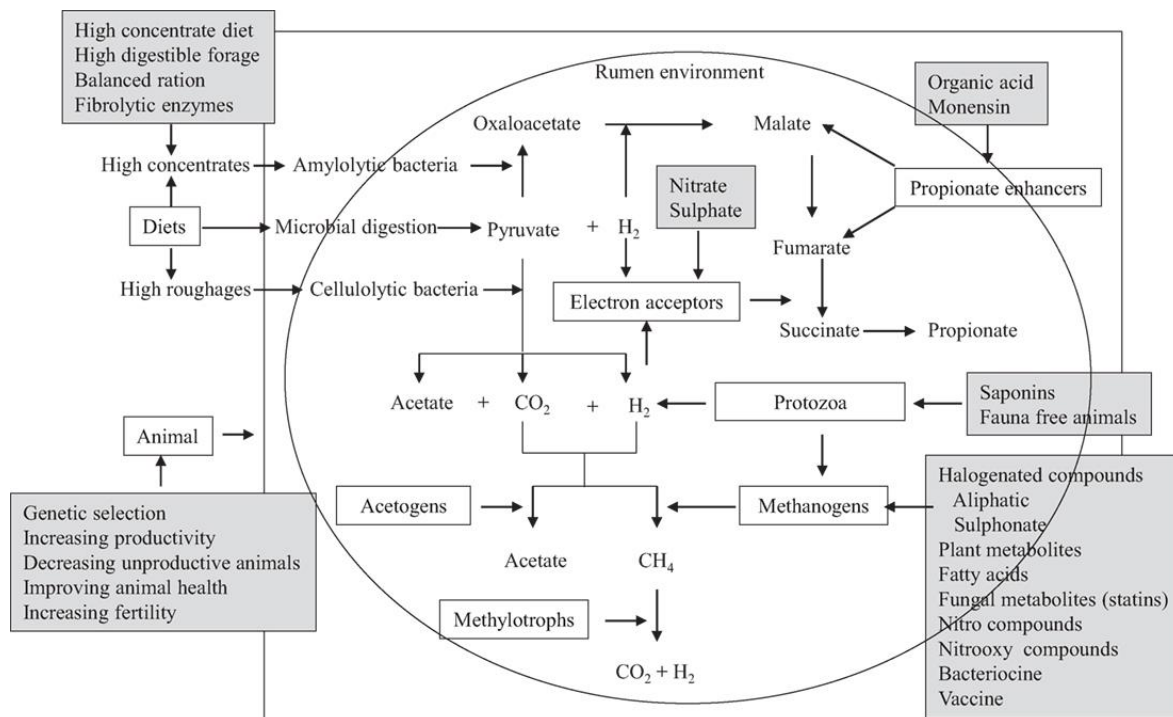 High concentrate diet
High digestible forage
Balanced ration
Fibrolytic enzymes
Rumen environment
Organic acid
Monensin
Oxaloacetate
Malate
High concentrates
Amylolytic bacteria
Propionate enhancers
Nitrate
Sulphate
Diets
Microbial digestion
Pyruvate + H₂
Fumarate
High roughages
Cellulolytic bacteria
Electron acceptors
Succinate
Propionate
Acetate + CO₂ + H₂
Protozoa
Saponins
Fauna free animals
Animal
Genetic selection
Increasing productivity
Decreasing unproductive animals
Improving animal health
Increasing fertility
Acetogens
Methanogens
Halogenated compounds
Aliphatic
Sulphonate
Plant metabolites
Fatty acids
Fungal metabolites (statins)
Nitro compounds
Nitrooxy compounds
Bacteriocine
Vaccine
Acetate
CH₄
Methylotrophs
CO₂ + H₂